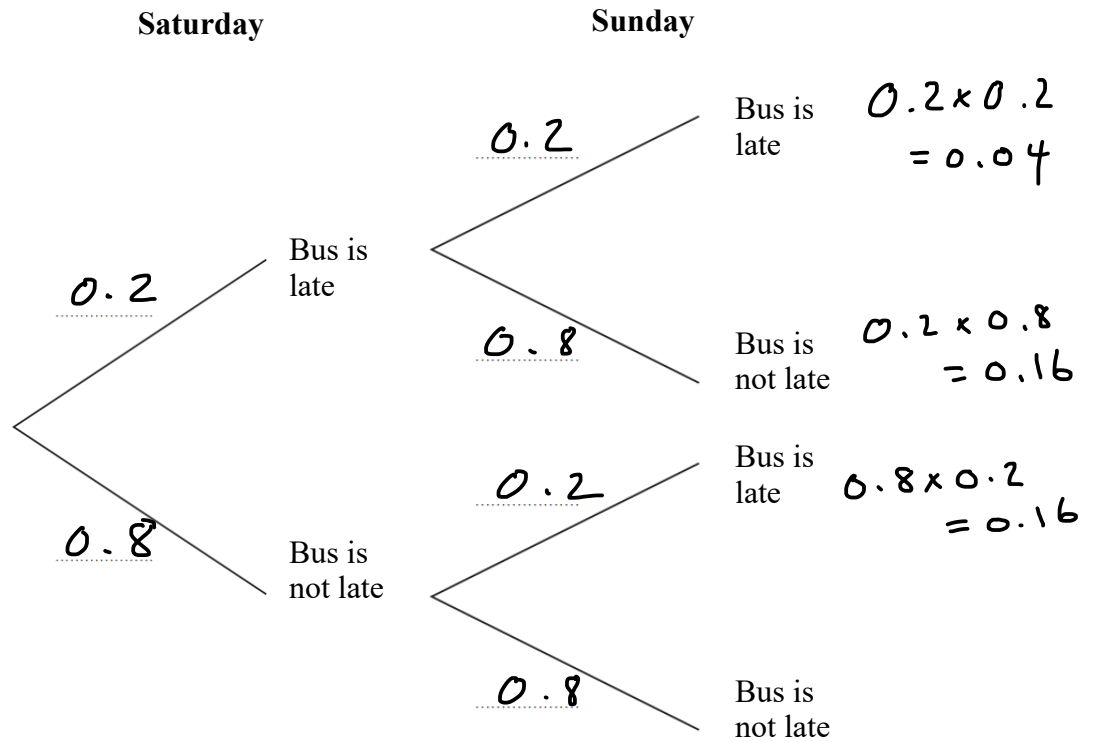 Saturday
Sunday
0.2
Bus is
late
0.2×0.2
=0.04
0.2
Bus is
late
0.8
Bus is
not late
0.2×0.8
=0.16
0.8
Bus is
not late
0.2
Bus is
late
0.8×0.2
=0.16
0.8
Bus is
not late